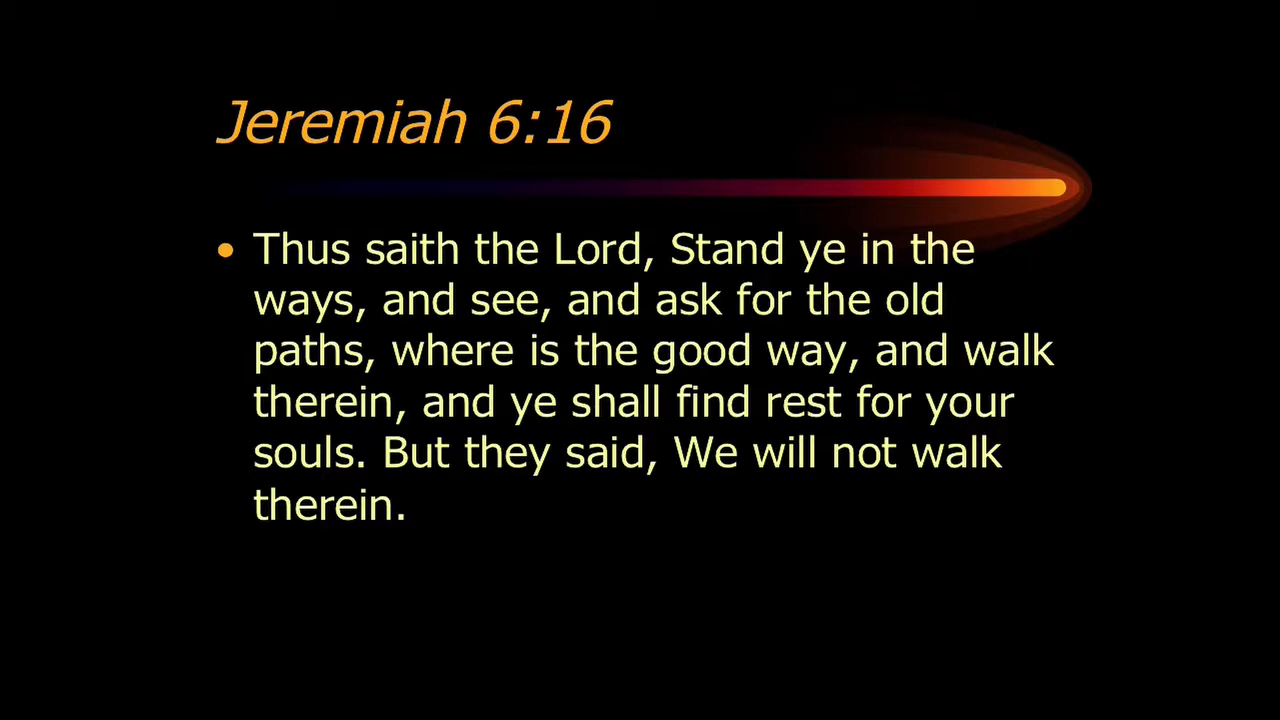 Jeremiah 6:16
• Thus saith the Lord, Stand ye in the
ways, and see, and ask for the old
paths, where is the good way, and walk
therein, and ye shall find rest for your
souls. But they said, We will not walk
therein.